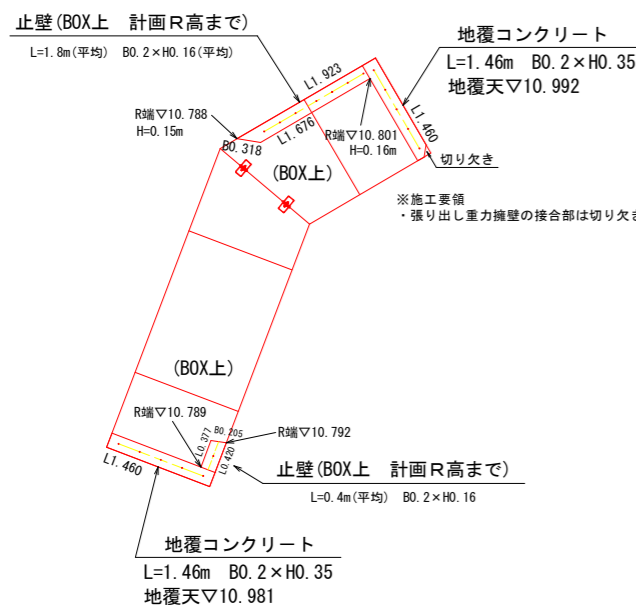 止壁(BOX上　計画R高まで)
L=1.8m(平均)　B0.2×H0.16(平均)
地覆コンクリート
L=1.46m　B0.2×H0.35
地覆天▽10.992
L1.923
R端▽10.788
H=0.15m
L1.676
R端▽10.801
H=0.16m
L1.460
B0.318
切り欠き
(BOX上)
※施工要領
・張り出し重力擁壁の接合部は切り欠き
(BOX上)
R端▽10.789
L0.377
B0.205
R端▽10.792
L0.420
L1.460
止壁(BOX上　計画R高まで)
L=0.4m(平均)　B0.2×H0.16
地覆コンクリート
L=1.46m　B0.2×H0.35
地覆天▽10.981